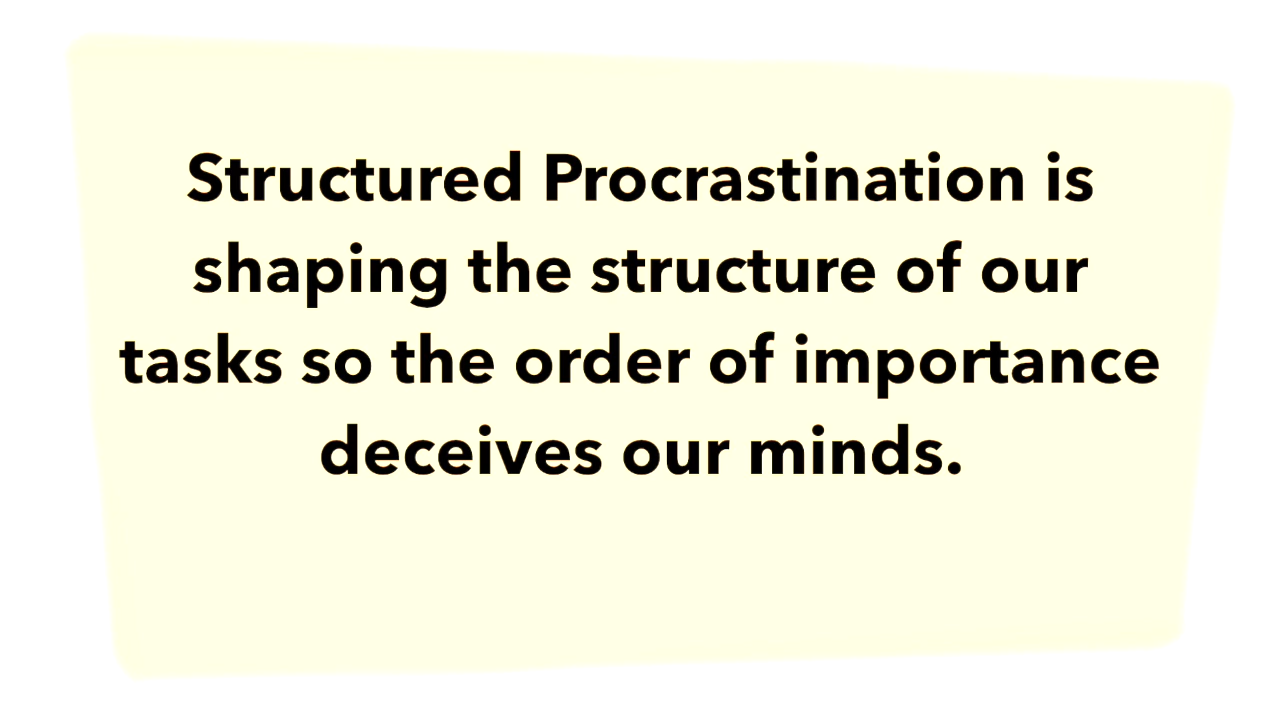 Structured Procrastination is
shaping the structure of our
tasks so the order of importance
deceives our minds.